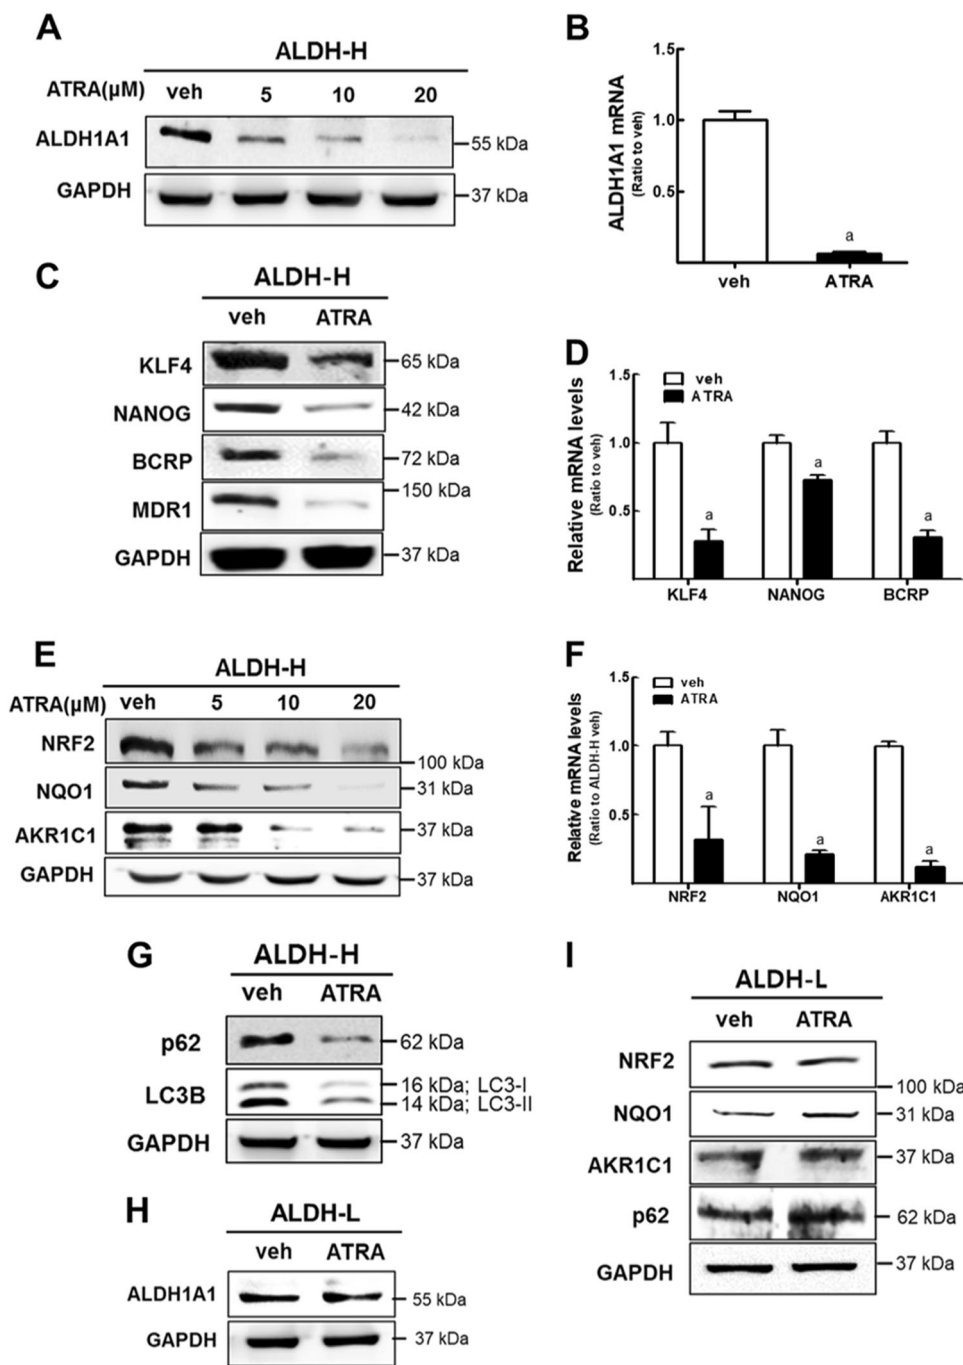 A
ALDH-H
ATRA(μM) veh 5 10 20
ALDH1A1 55 kDa
GAPDH 37 kDa
B
ALDH1A1 mRNA
(Ratio to veh)
1.5
1.0
0.5
a
veh ATRA
C
ALDH-H
veh ATRA
KLF4 65 kDa
NANOG 42 kDa
BCRP 72 kDa
150 kDa
MDR1
GAPDH 37 kDa
D
Relative mRNA levels
(Ratio to veh)
1.5
1.0
0.5
veh
ATRA
a a a
KLF4 NANOG BCRP
E
ALDH-H
ATRA(μM) veh 5 10 20
NRF2
100 kDa
NQO1 31 kDa
AKR1C1 37 kDa
GAPDH 37 kDa
F
Relative mRNA levels
(Ratio to ALDH-H veh)
1.5
1.0
0.5
veh
ATRA
a a a
NRF2 NQO1 AKR1C1
G
ALDH-H
veh ATRA
p62 62 kDa
LC3B 16 kDa; LC3-I
14 kDa; LC3-II
GAPDH 37 kDa
H
ALDH-L
veh ATRA
ALDH1A1 55 kDa
GAPDH 37 kDa
I
ALDH-L
veh ATRA
NRF2
100 kDa
NQO1 31 kDa
AKR1C1 37 kDa
p62 62 kDa
GAPDH 37 kDa